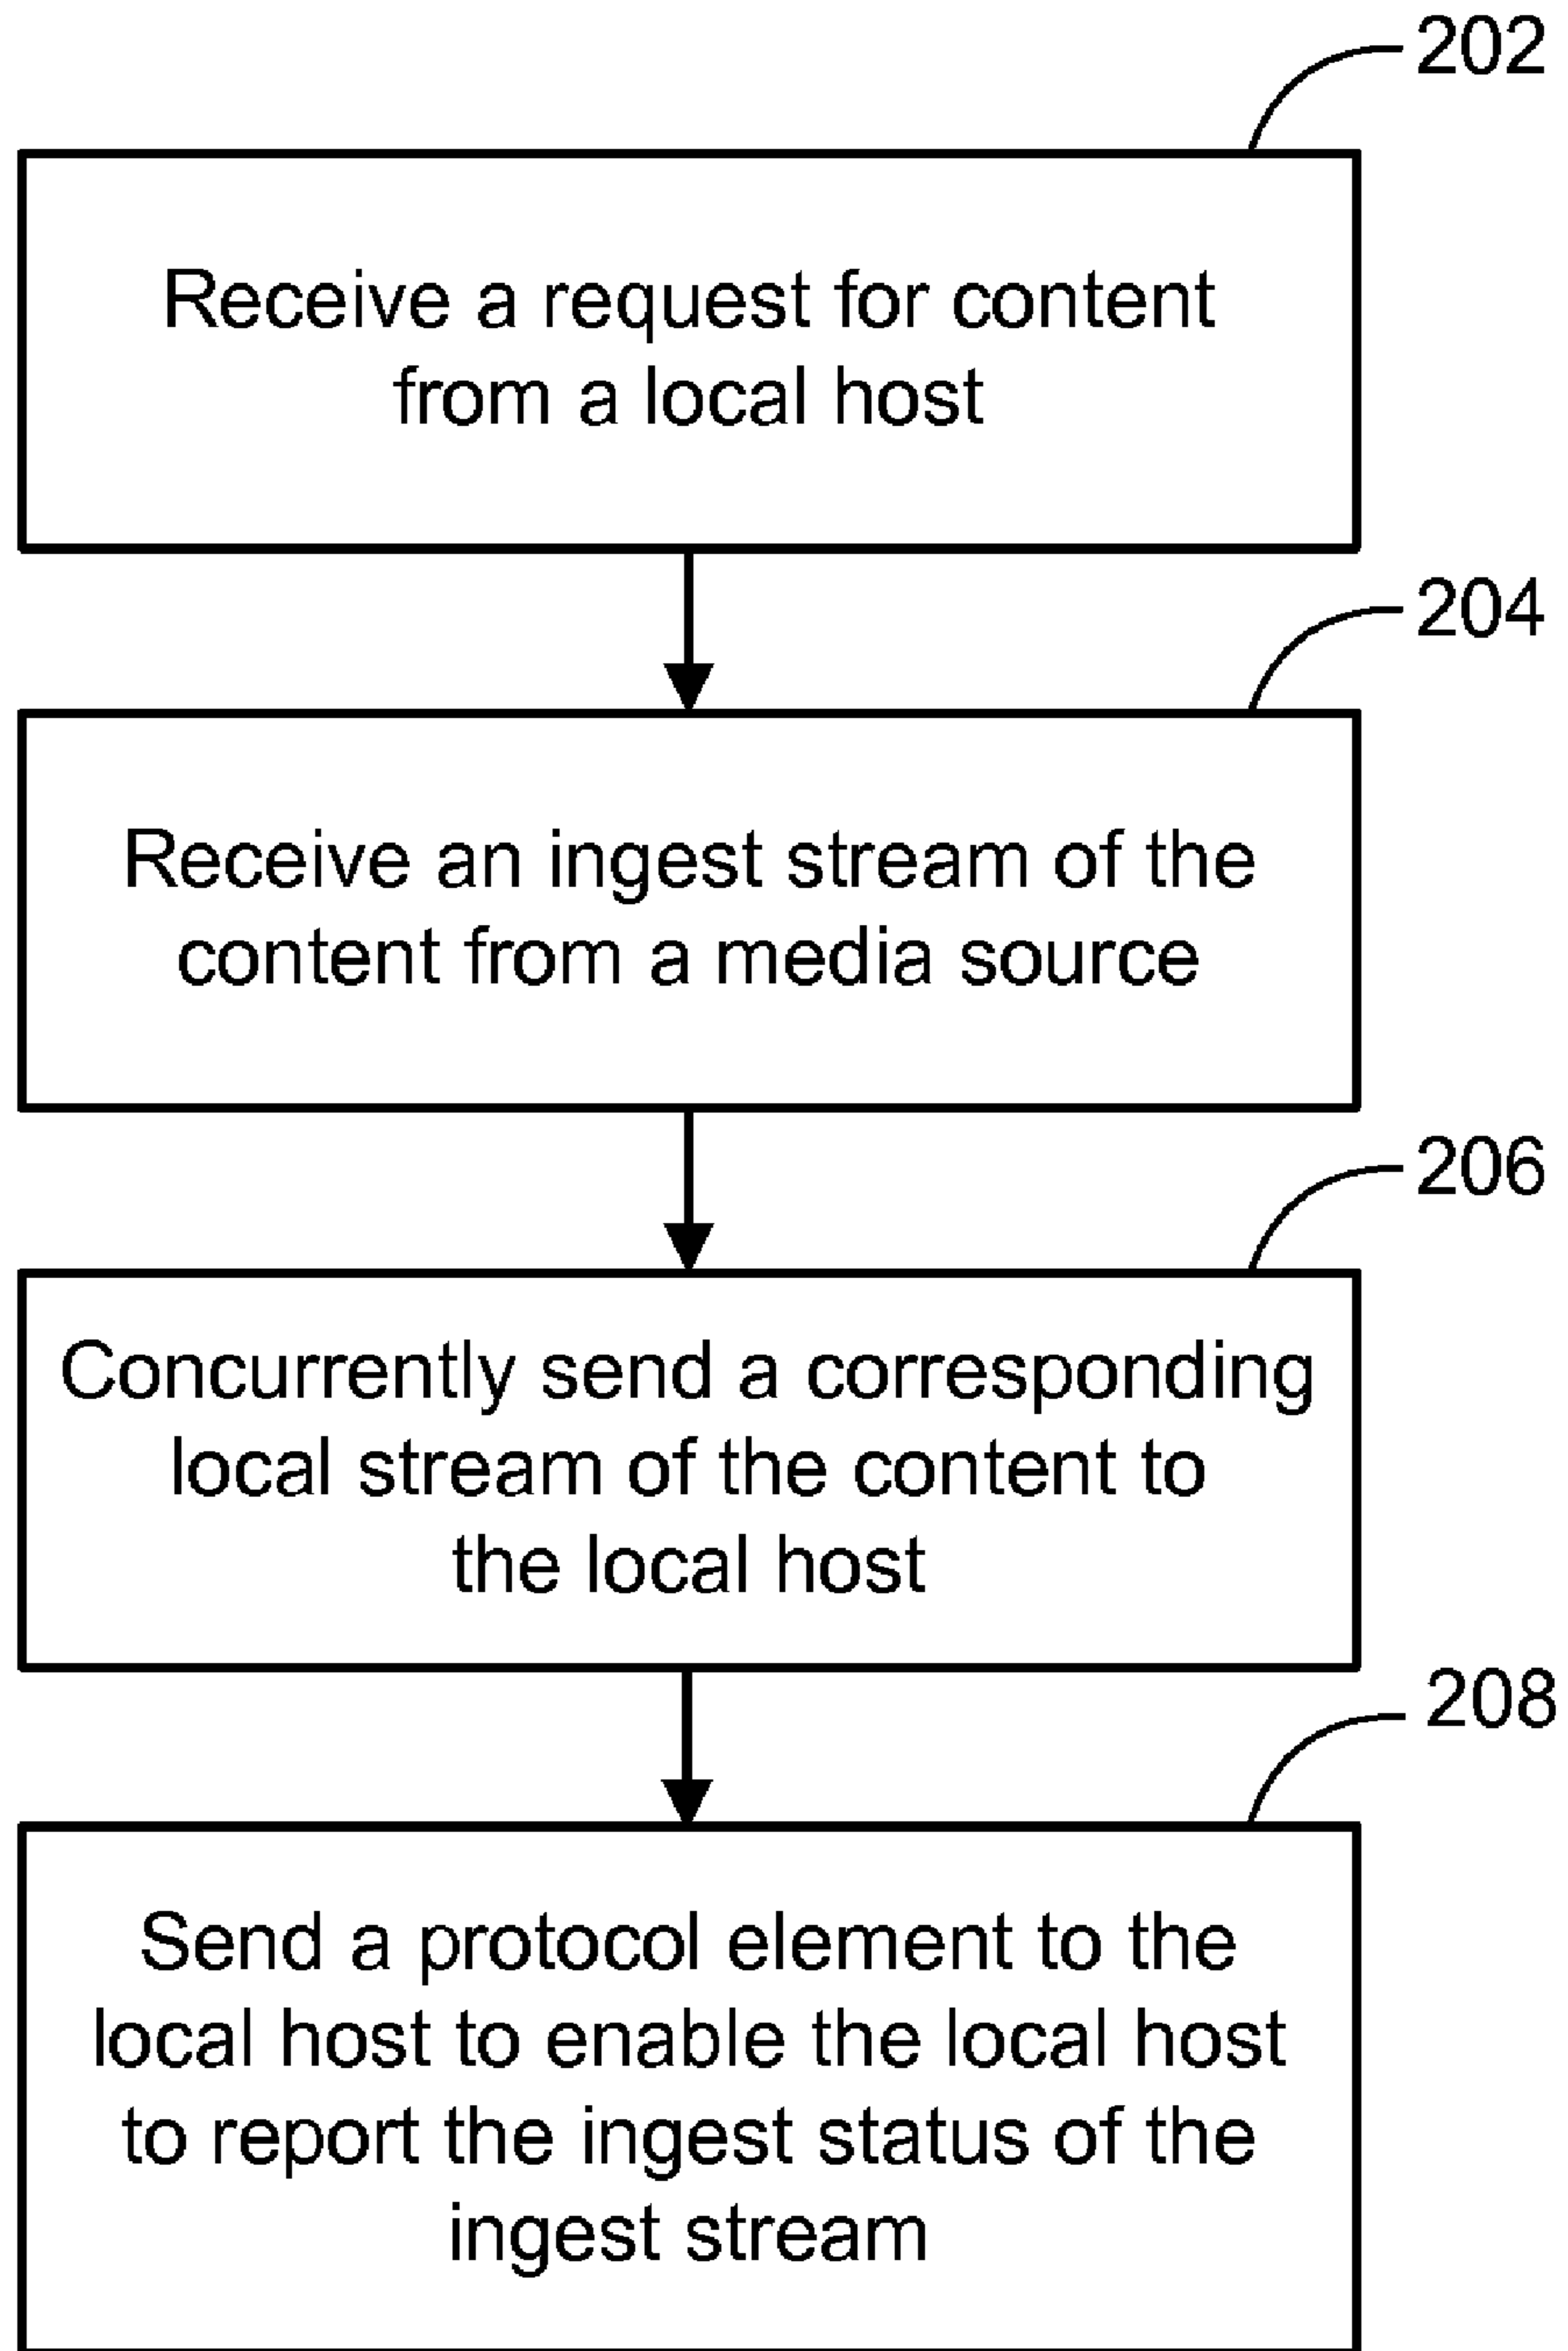 202
Receive a request for content
from a local host
204
Receive an ingest stream of the
content from a media source
206
Concurrently send a corresponding
local stream of the content to
the local host
208
Send a protocol element to the
local host to enable the local host
to report the ingest status of the
ingest stream